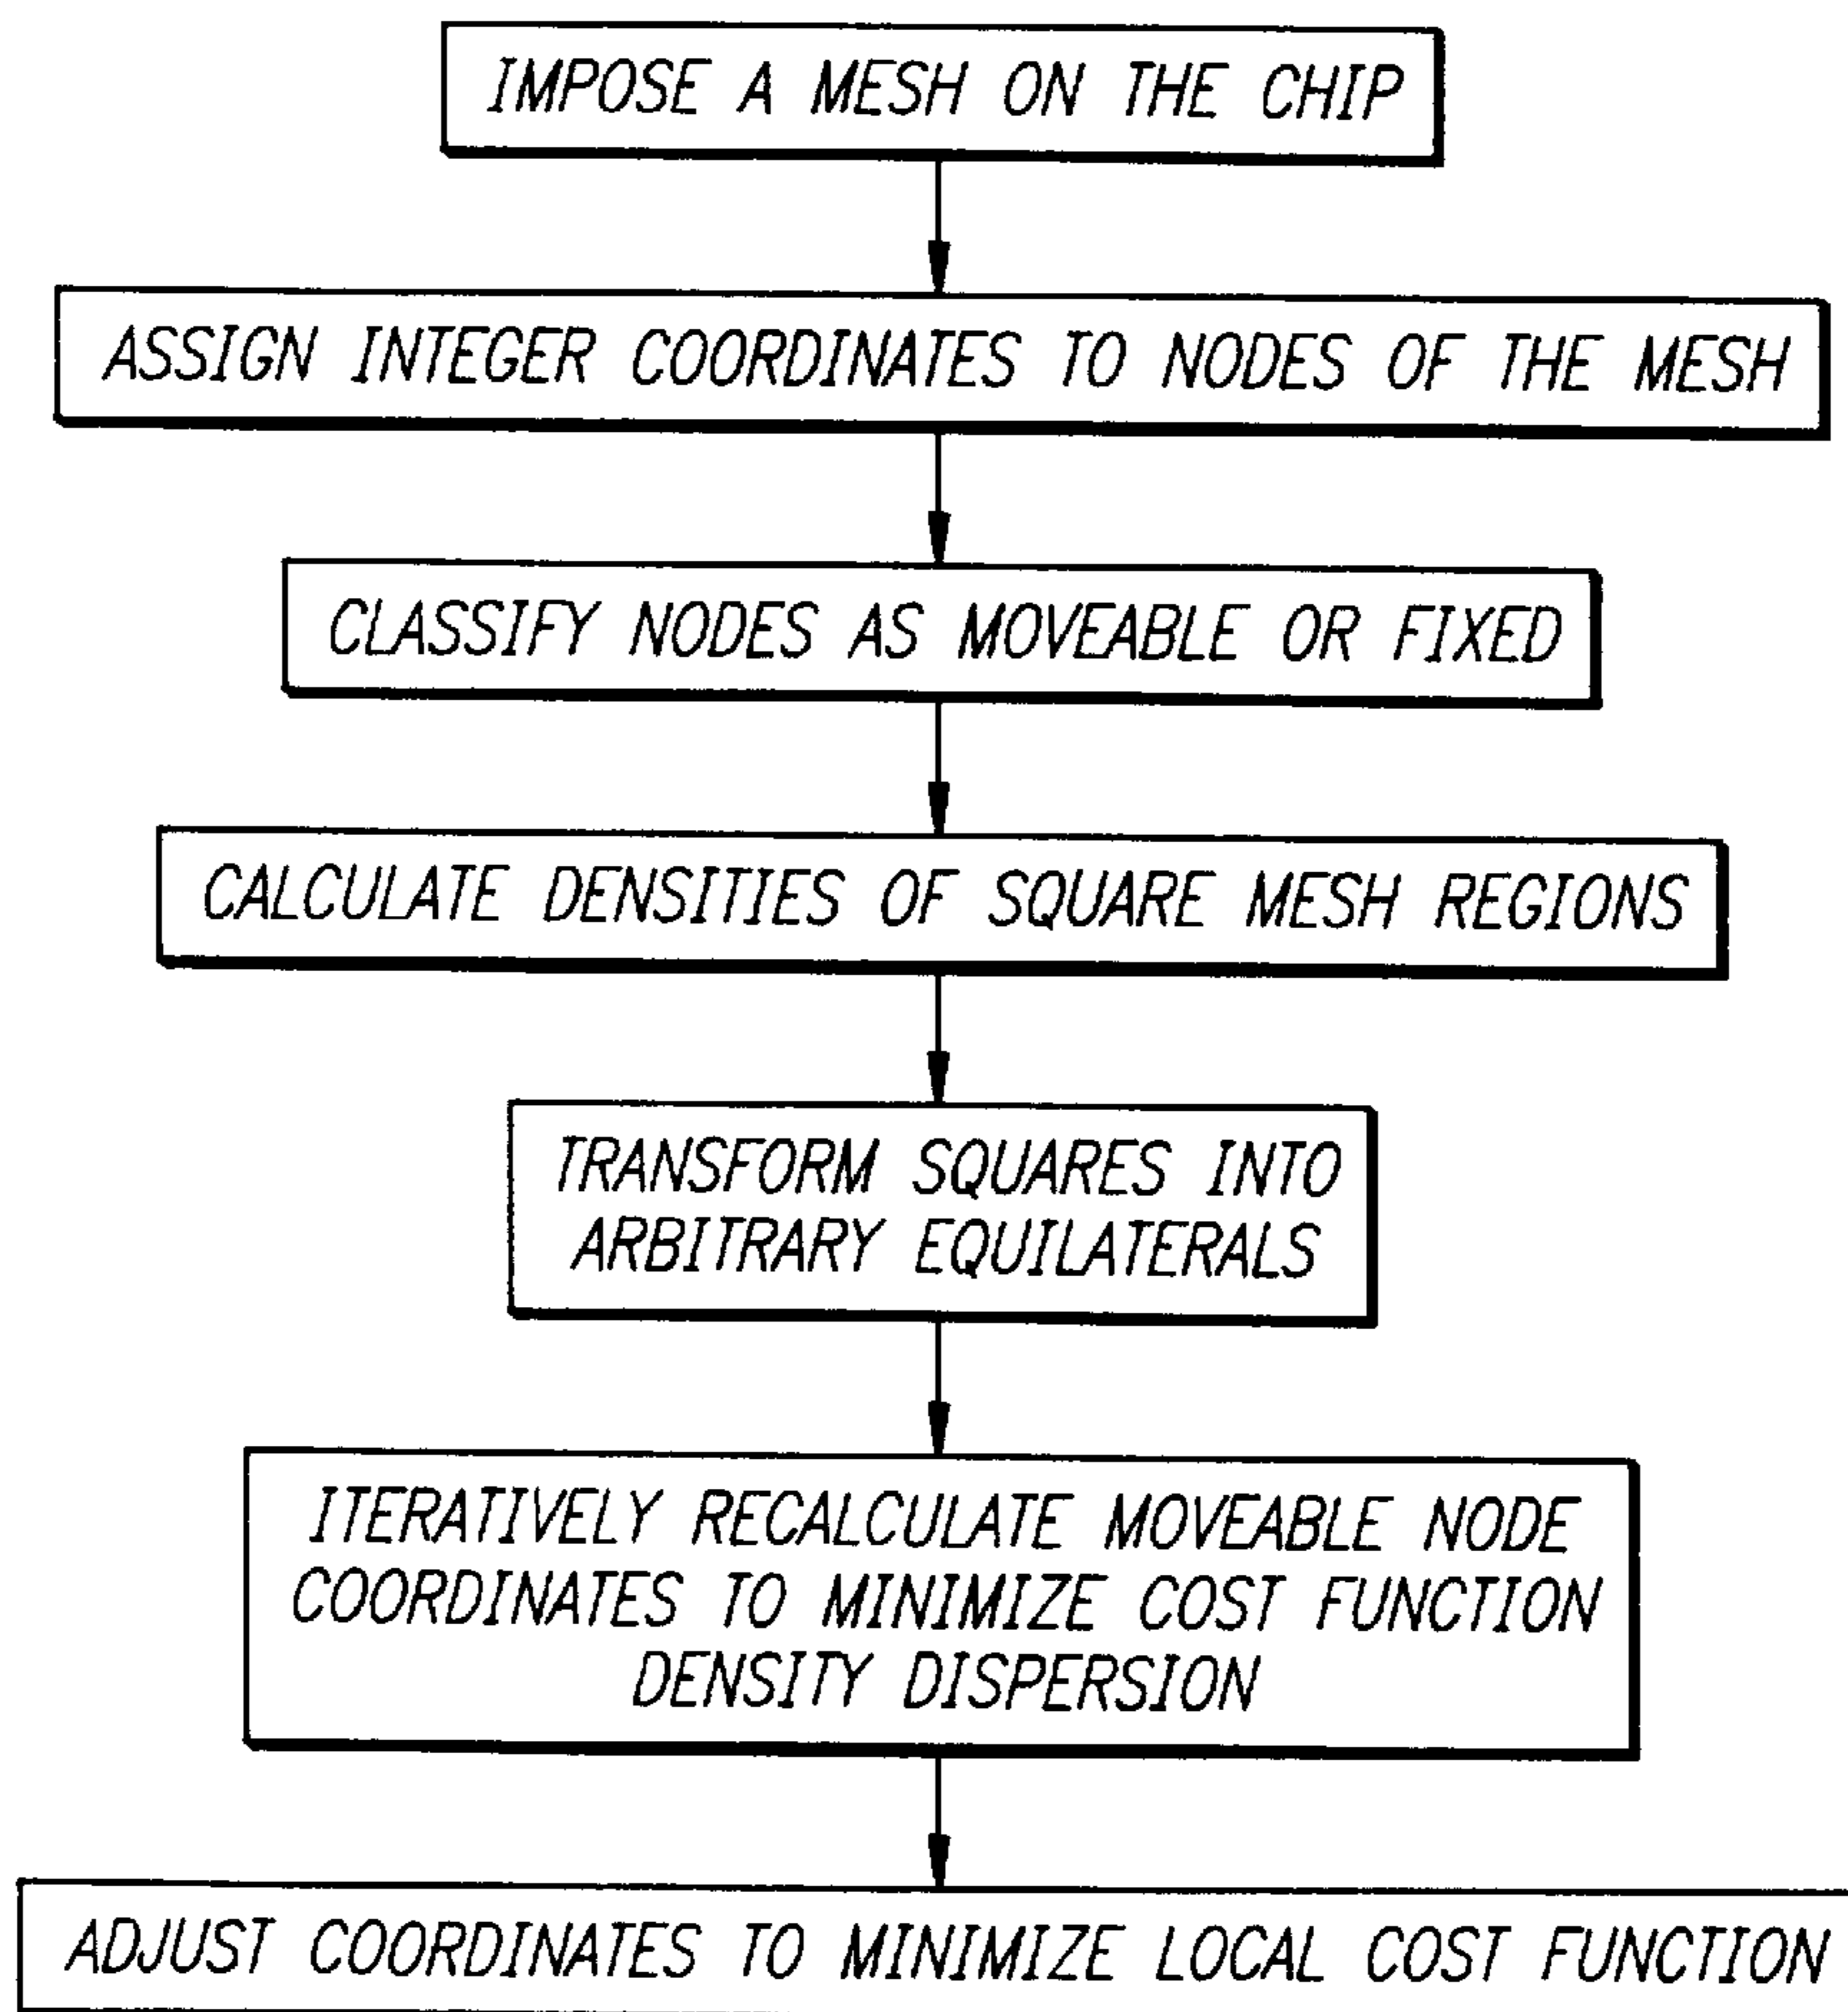 IMPOSE A MESH ON THE CHIP
ASSIGN INTEGER COORDINATES TO NODES OF THE MESH
CLASSIFY NODES AS MOVEABLE OR FIXED
CALCULATE DENSITIES OF SQUARE MESH REGIONS
TRANSFORM SQUARES INTO
ARBITRARY EQUILATERALS
ITERATIVELY RECALCULATE MOVEABLE NODE
COORDINATES TO MINIMIZE COST FUNCTION
DENSITY DISPERSION
ADJUST COORDINATES TO MINIMIZE LOCAL COST FUNCTION